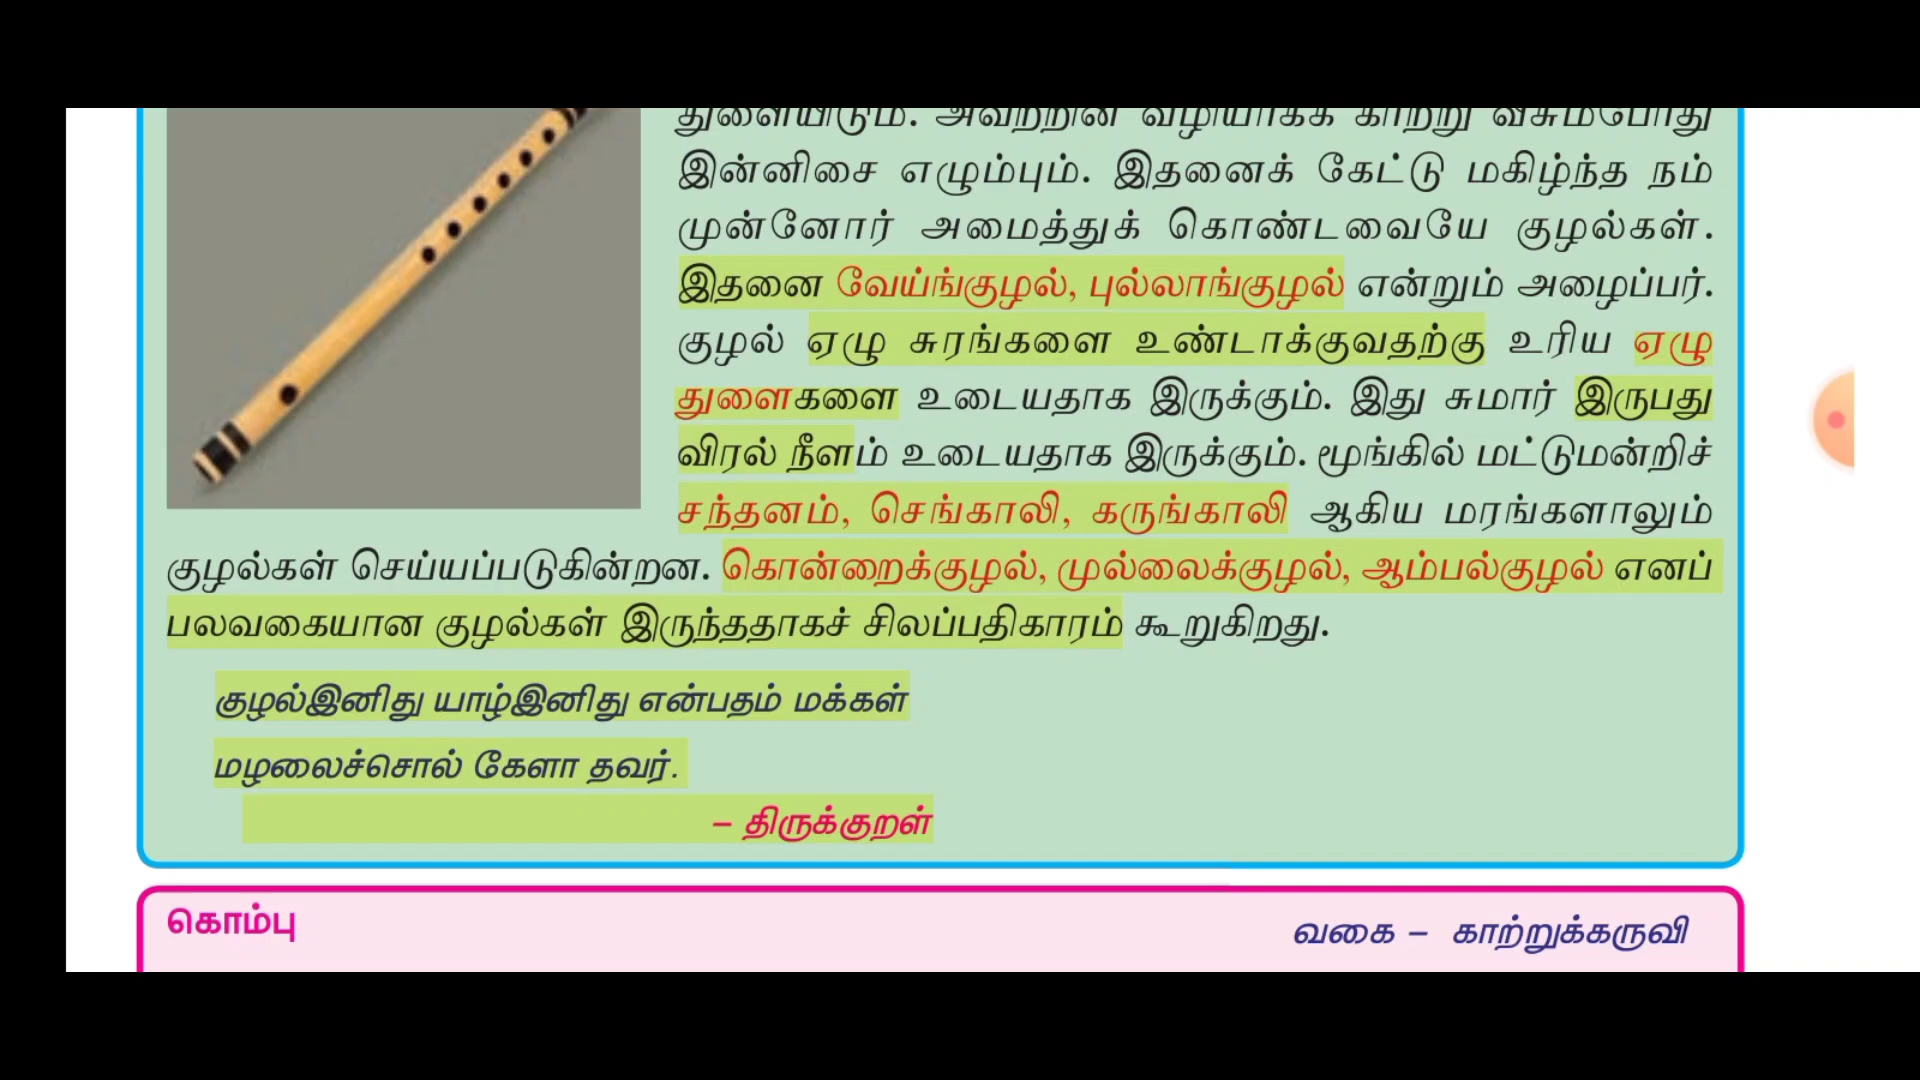 துளையிடும். அவற்றின் வழியாகக் காற்று வீசும்போது
இன்னிசை எழும்பும். இதனைக் கேட்டு மகிழ்ந்த நம்
முன்னோர் அமைத்துக் கொண்டவையே குழல்கள்.
இதனை வேய்ங்குழல், புல்லாங்குழல் என்றும் அழைப்பர்.
குழல் ஏழு சுரங்களை உண்டாக்குவதற்கு உரிய ஏழு
துளைகளை உடையதாக இருக்கும். இது சுமார் இருபது
விரல் நீளம் உடையதாக இருக்கும். மூங்கில் மட்டுமன்றிச்
சந்தனம், செங்காலி, கருங்காலி ஆகிய மரங்களாலும்
குழல்கள் செய்யப்படுகின்றன. கொன்றைக்குழல், முல்லைக்குழல், ஆம்பல்குழல் எனப்
பலவகையான குழல்கள் இருந்ததாகச் சிலப்பதிகாரம் கூறுகிறது.
குழல்இனிது யாழ்இனிது என்பதம் மக்கள்
மழலைச்சொல் கேளா தவர்.
– திருக்குறள்
கொம்பு
வகை – காற்றுக்கருவி